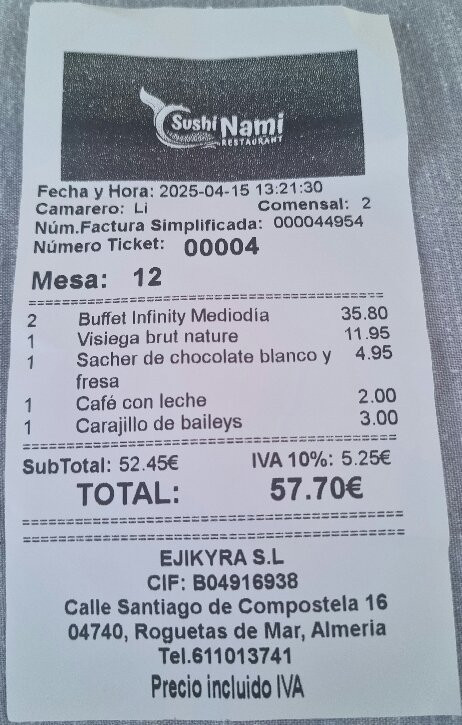 Sushi Nami
RESTAURANT
Fecha y Hora: 2025-04-15 13:21:30
Camarero: Li Comensal: 2
Núm.Factura Simplificada: 000044954
Número Ticket: 00004
Mesa: 12
2 Buffet Infinity Mediodía 35.80
1 Visiega brut nature 11.95
1 Sacher de chocolate blanco y 4.95
fresa
1 Café con leche 2.00
1 Carajillo de baileys 3.00
SubTotal: 52.45€ IVA 10%: 5.25€
TOTAL: 57.70€
EJIKYRA S.L
CIF: B04916938
Calle Santiago de Compostela 16
04740, Roguetas de Mar, Almeria
Tel.611013741
Precio incluido IVA